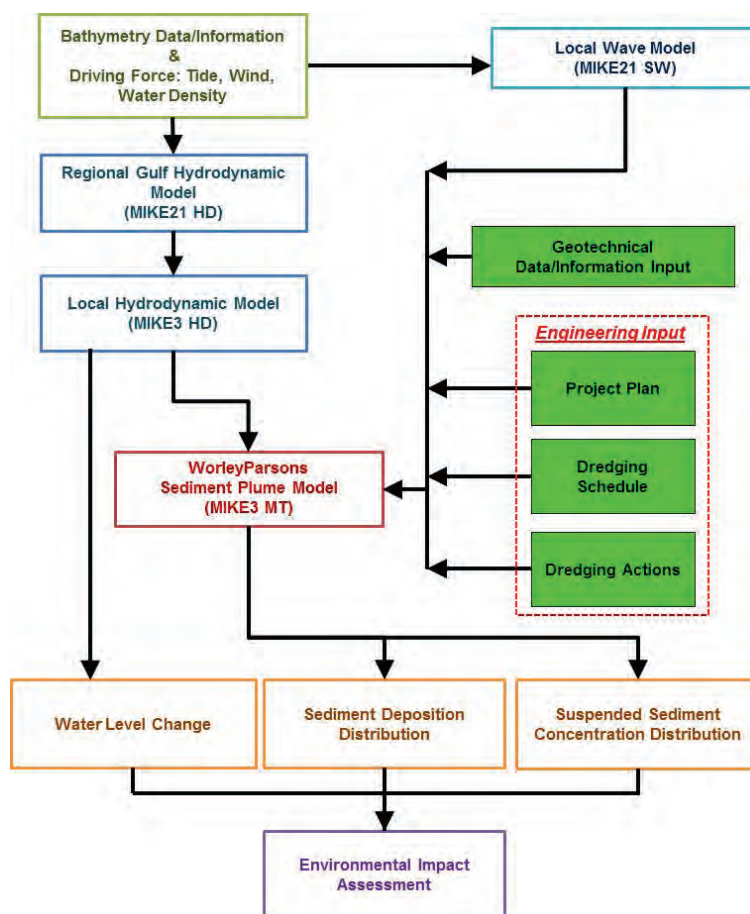 Bathymetry Data/Information
&
Driving Force: Tide, Wind,
Water Density
Local Wave Model
(MIKE21 SW)
Regional Gulf Hydrodynamic
Model
(MIKE21 HD)
Geotechnical
Data/Information Input
Local Hydrodynamic Model
(MIKE3 HD)
Engineering Input
Project Plan
WorleyParsons
Sediment Plume Model
(MIKE3 MT)
Dredging
Schedule
Dredging Actions
Water Level Change
Sediment Deposition
Distribution
Suspended Sediment
Concentration Distribution
Environmental Impact
Assessment